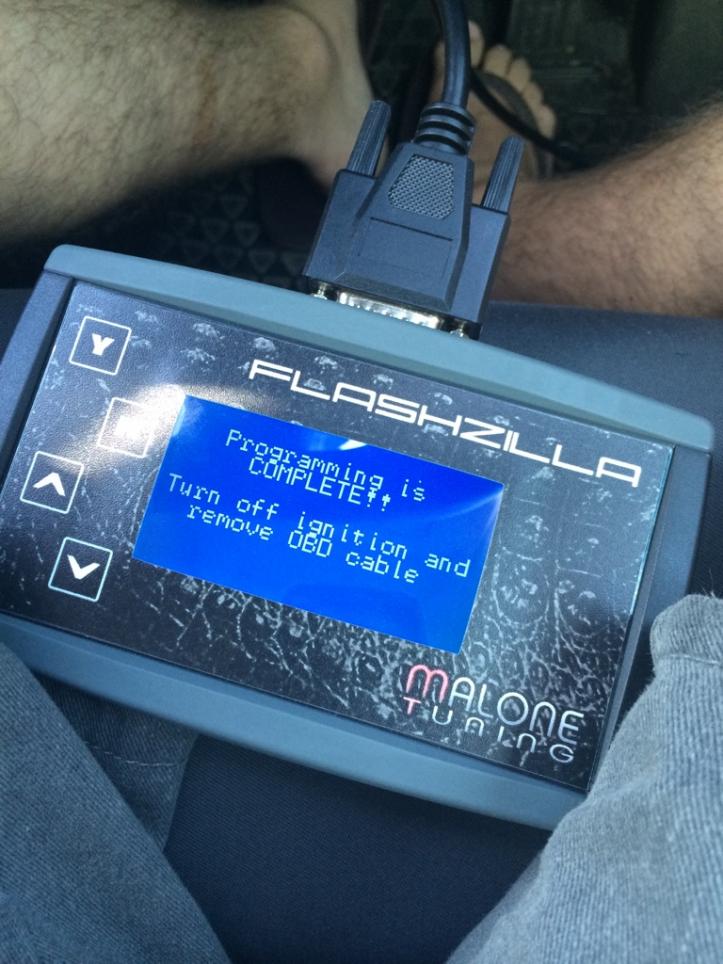 Y
FLASHZILLA
Programming is
COMPLETE!!
Turn off ignition and
remove OBD cable
MALONE
TUNING